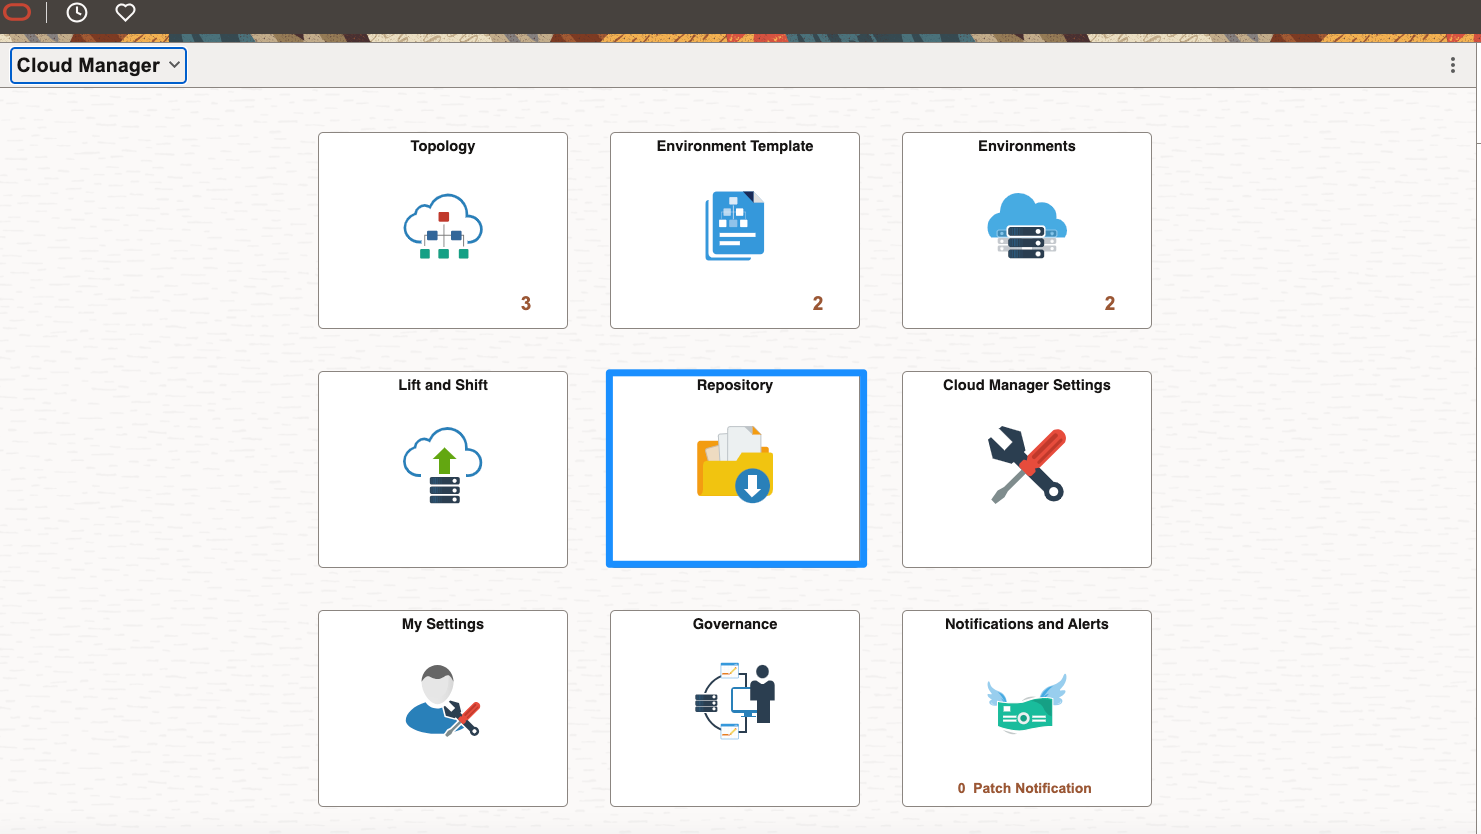 Cloud Manager
Topology
Environment Template
Environments
3
2
2
Lift and Shift
Repository
Cloud Manager Settings
My Settings
Governance
Notifications and Alerts
0 Patch Notification